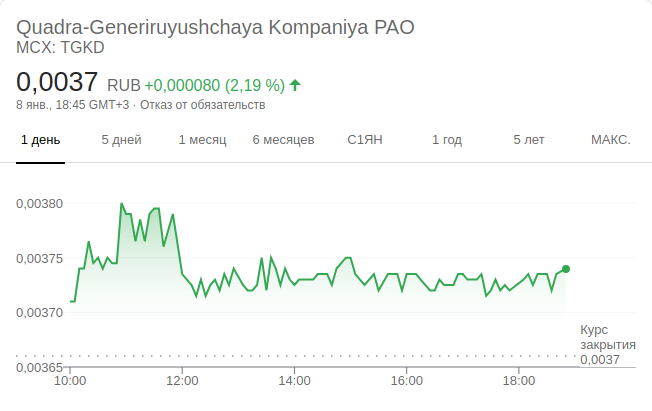 Quadra-Generiruyushchaya Kompaniya PAO
MCX: TGKD
0,0037 RUB +0,000080 (2,19 %)
8 янв., 18:45 GMT+3 · Отказ от обязательств
1 день 5 дней 1 месяц 6 месяцев С1ЯН 1 год 5 лет МАКС.
0,00380
0,00375
0,00370
Курс
закрытия
0,0037
0,00365
10:00 12:00 14:00 16:00 18:00